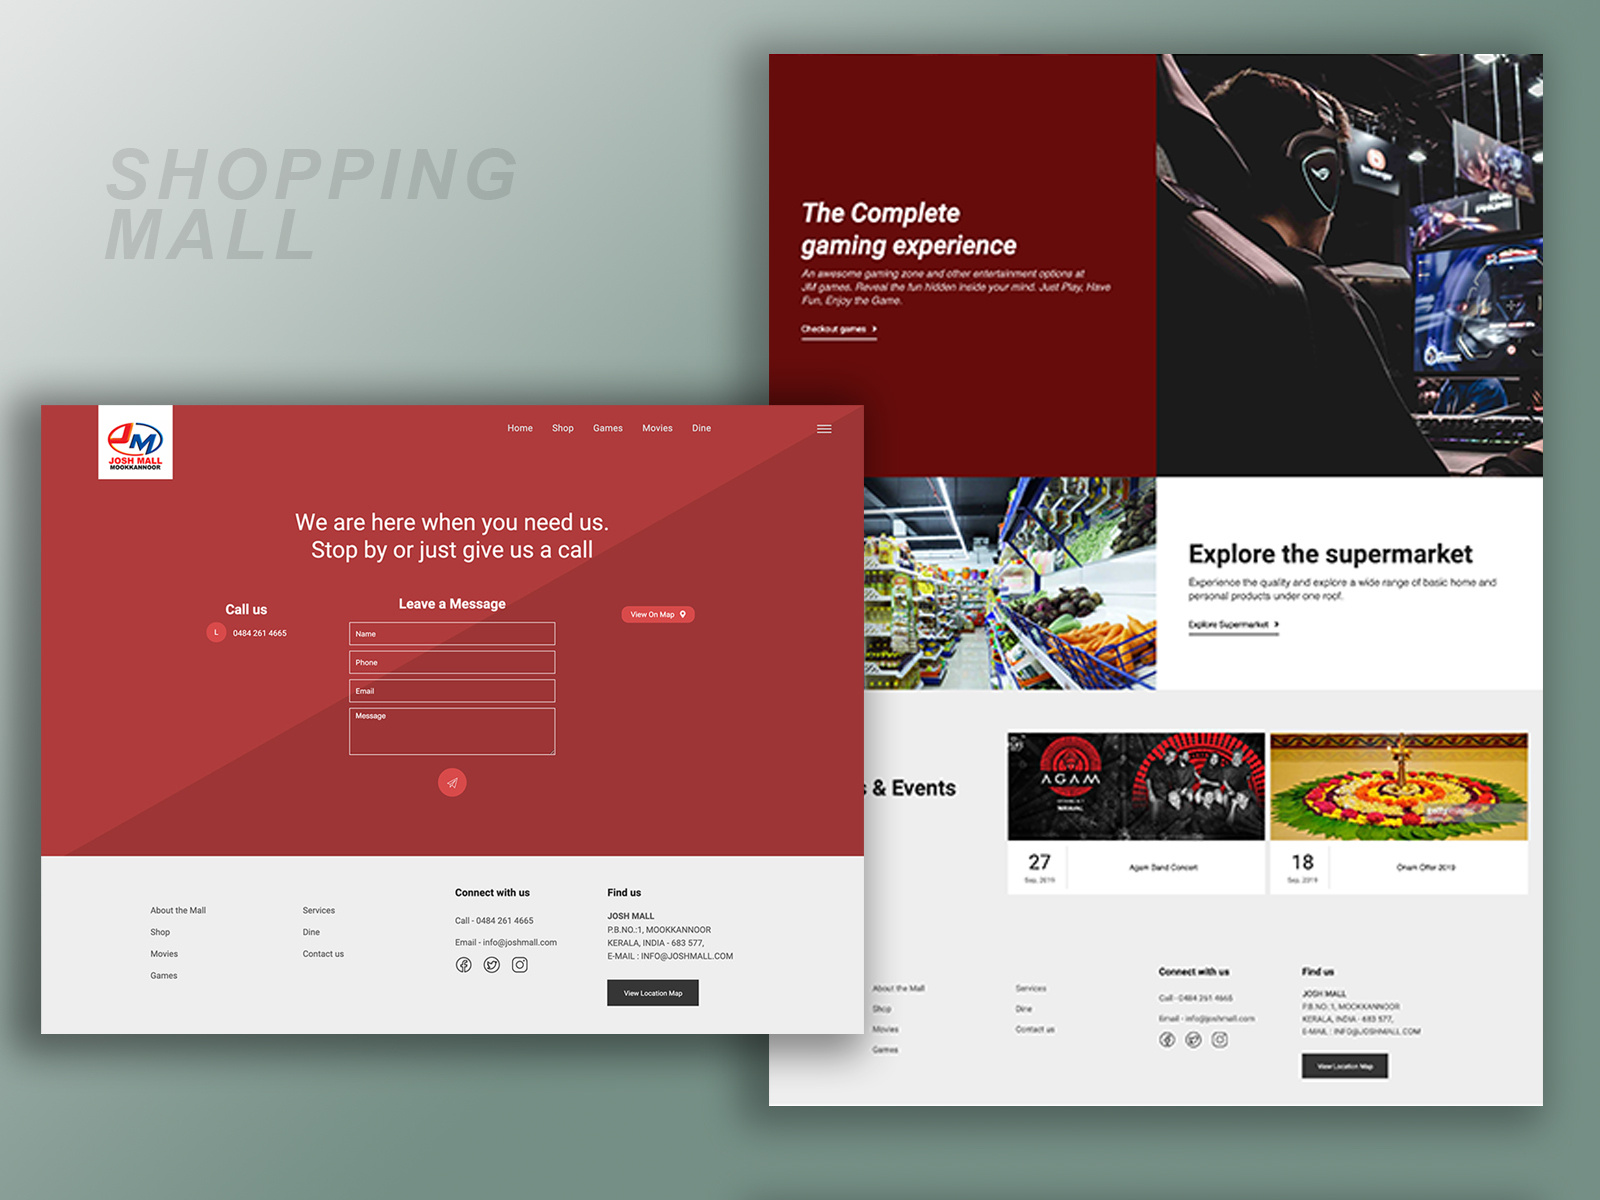 SHOPPING
MALL
JM
JOSH MALL
MOOKKANNOOR
Home
Shop
Games
Movies
Dine
We are here when you need us.
Stop by or just give us a call
Call us
L
0484 261 4665
Leave a Message
Name
Phone
Email
Message
View On Map
About the Mall
Shop
Movies
Games
Services
Dine
Contact us
Connect with us
Call - 0484 261 4665
Email - info@joshmall.com
Find us
JOSH MALL
P.B.NO.:1, MOOKKANNOOR
KERALA, INDIA - 683 577,
E-MAIL : INFO@JOSHMALL.COM
View Location Map
The Complete
gaming experience
An awesome gaming zone and other entertainment options at
JM games. Reveal the fun hidden inside your mind. Just Play, Have
Fun, Enjoy the Game.
Checkout games
Explore the supermarket
Experience the quality and explore a wide range of basic home and
personal products under one roof.
Explore Supermarket
s & Events
AGAM
27
Sep, 2019
Agam Band Concert
18
Sep, 2019
Onam Offer 2019
About the Mall
Shop
Movies
Games
Services
Dine
Contact us
Connect with us
Call - 0484 261 4665
Email - info@joshmall.com
Find us
JOSH MALL
P.B.NO.:1, MOOKKANNOOR
KERALA, INDIA - 683 577,
E-MAIL : INFO@JOSHMALL.COM
View Location Map